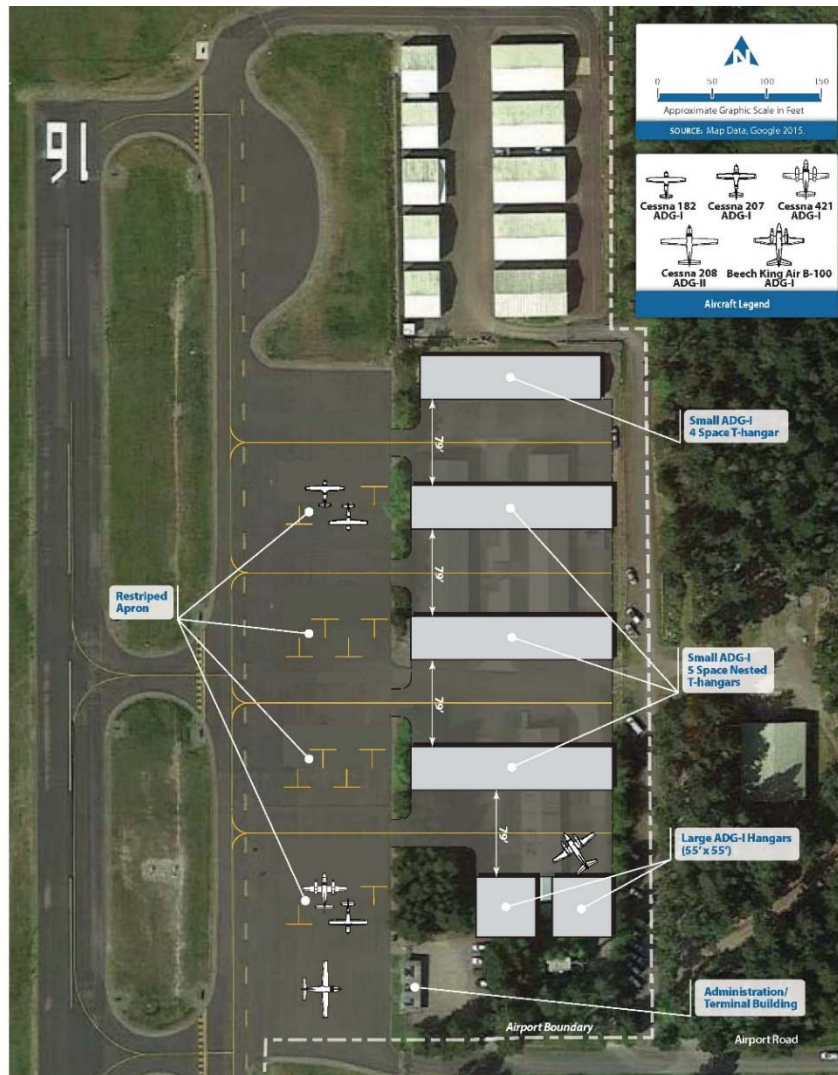 N
0 50 100 150
Approximate Graphic Scale in Feet
SOURCE: Map Data, Google 2015.
Cessna 182
ADG-I
Cessna 207
ADG-I
Cessna 421
ADG-I
Cessna 208
ADG-II
Beech King Air B-100
ADG-I
Aircraft Legend
16
Small ADG-I
4 Space T-hangar
79'
79'
Restriped
Apron
Small ADG-I
5 Space Nested
T-hangars
79'
79'
Large ADG-I Hangars
(55' x 55')
Administration/
Terminal Building
Airport Boundary
Airport Road